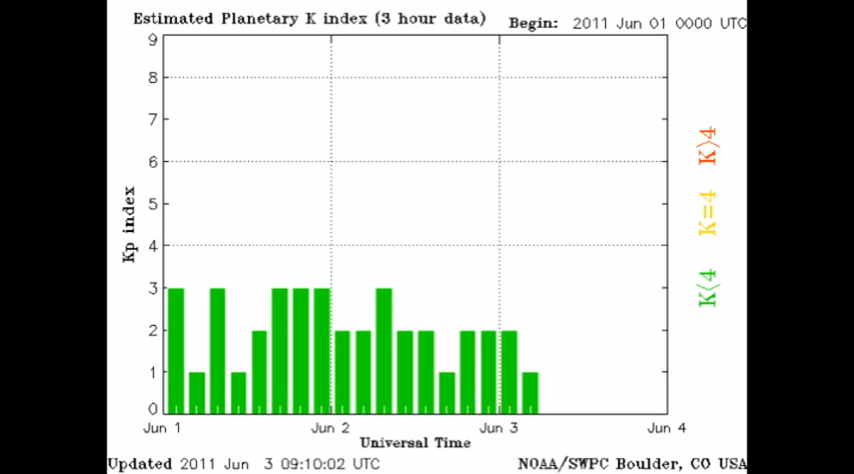 Estimated Planetary K index (3 hour data)
Begin: 2011 Jun 01 0000 UTC
9
8
7
6
5
4
3
2
1
0
Kp index
K>4
K=4
K<4
Jun 1
Jun 2
Jun 3
Jun 4
Universal Time
Updated 2011 Jun 3 09:10:02 UTC
NOAA/SWPC Boulder, CO USA